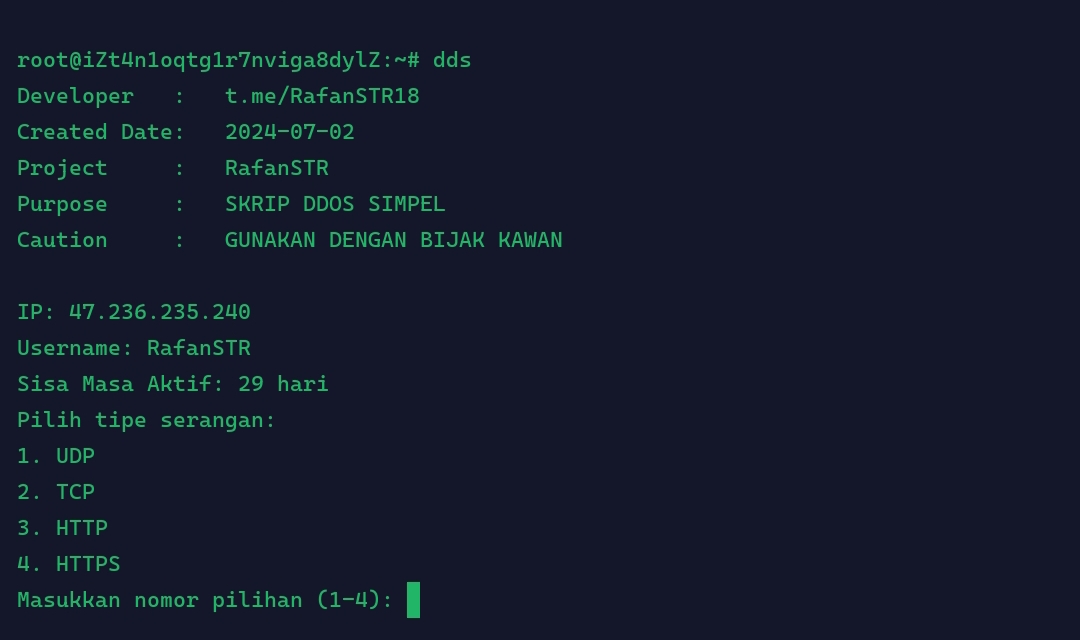 root@iZt4n1oqtg1r7nviga8dylZ:~# dds
Developer   :   t.me/RafanSTR18
Created Date:   2024-07-02
Project     :   RafanSTR
Purpose     :   SKRIP DDOS SIMPEL
Caution     :   GUNAKAN DENGAN BIJAK KAWAN
IP: 47.236.235.240
Username: RafanSTR
Sisa Masa Aktif: 29 hari
Pilih tipe serangan:
1. UDP
2. TCP
3. HTTP
4. HTTPS
Masukkan nomor pilihan (1-4):